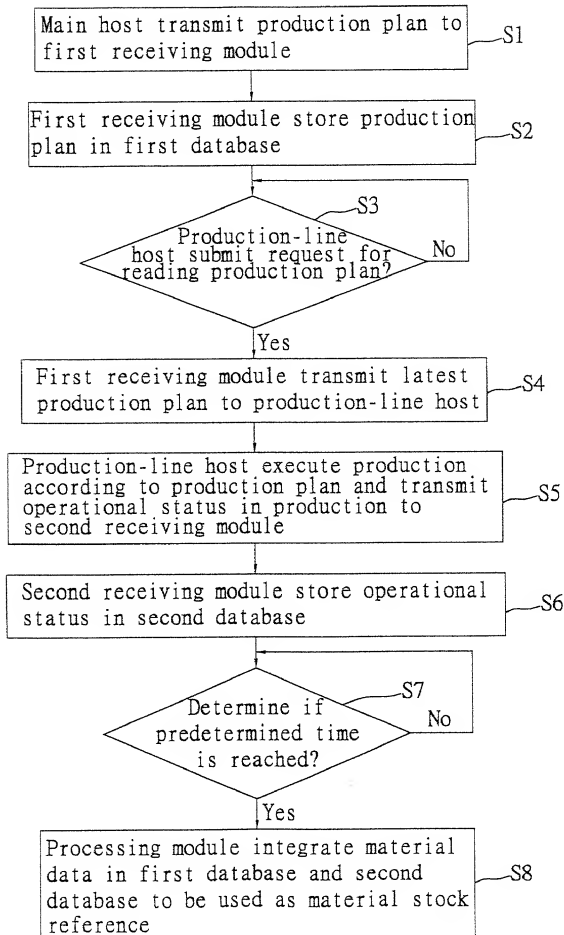 Main host transmit production plan to
first receiving module
S1
First receiving module store production
plan in first database
S2
S3
Production-line
host submit request for
reading production plan?
No
Yes
First receiving module transmit latest
production plan to production-line host
S4
Production-line host execute production
according to production plan and transmit
operational status in production to
second receiving module
S5
Second receiving module store operational
status in second database
S6
S7
Determine if
predetermined time
is reached?
No
Yes
Processing module integrate material
data in first database and second
database to be used as material stock
reference
S8